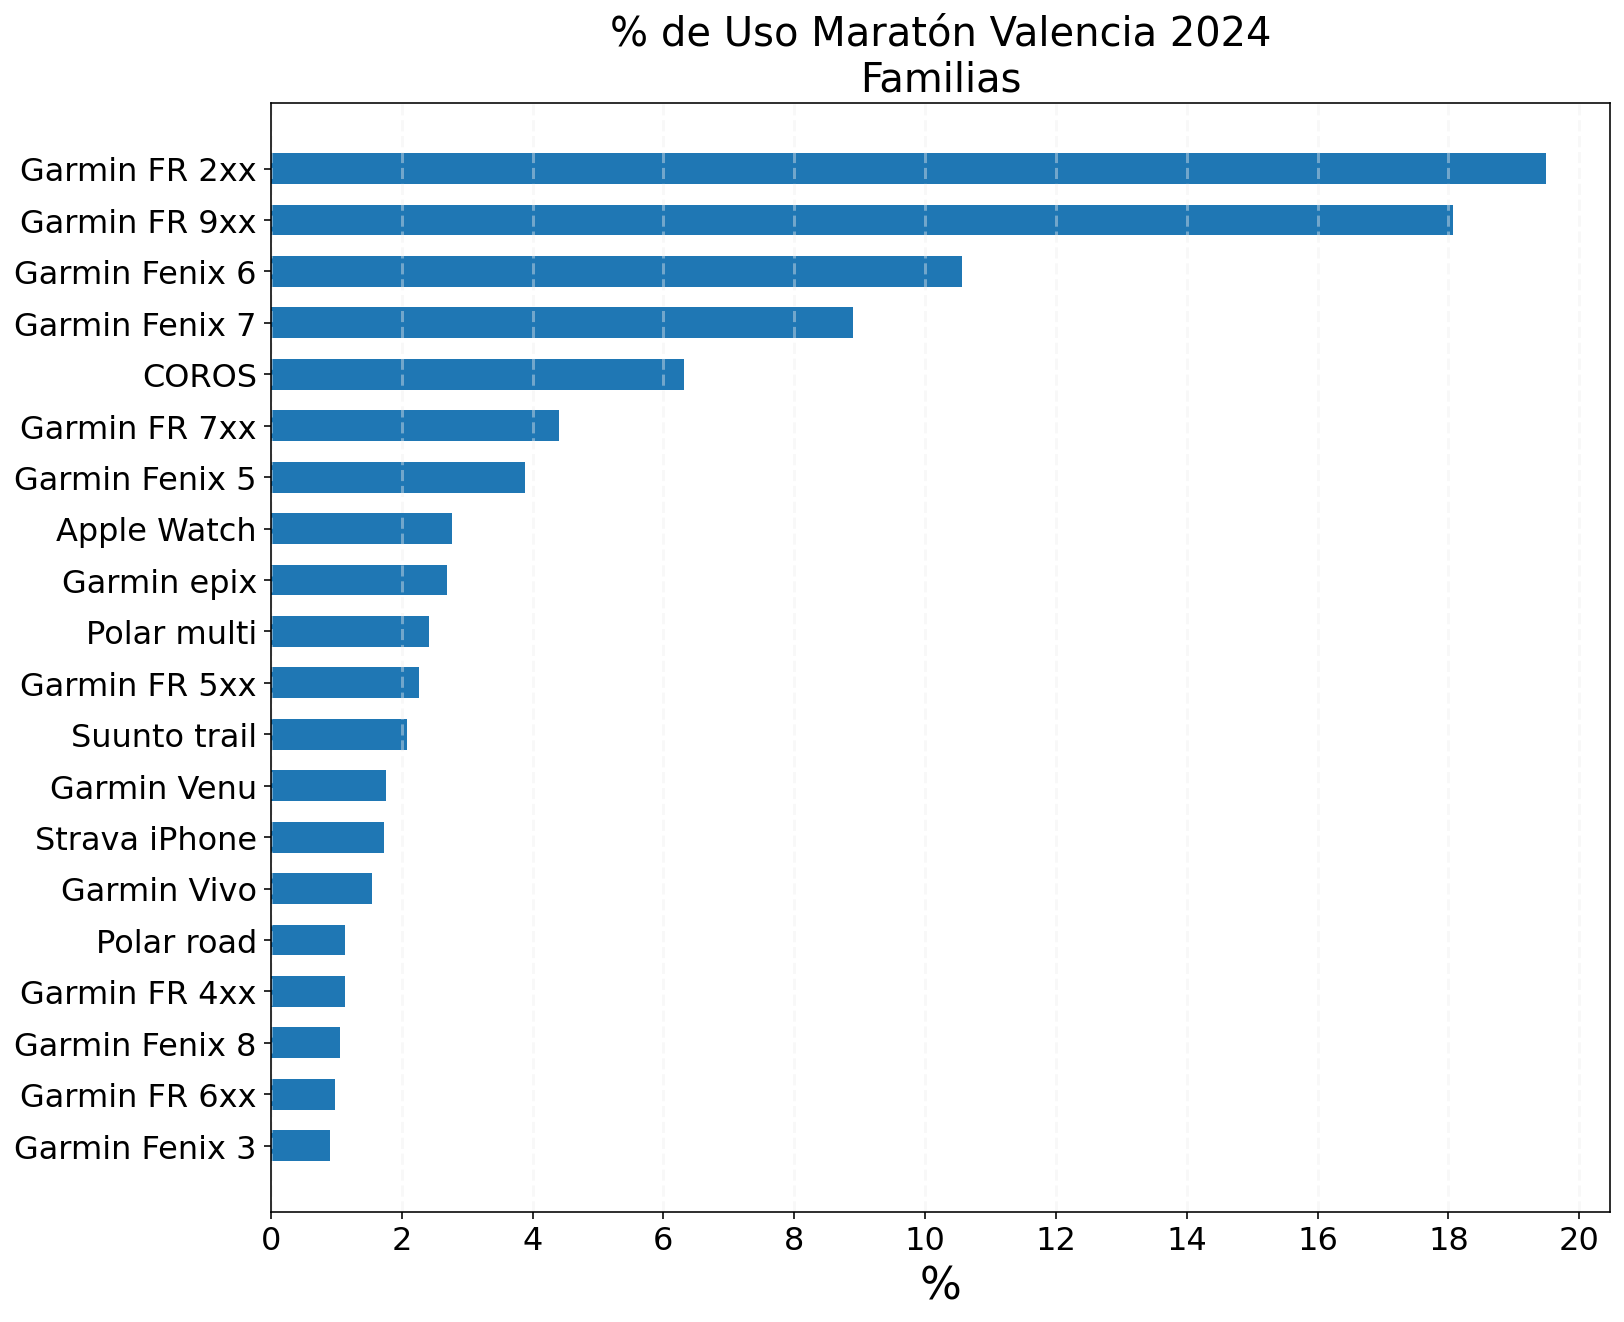 % de Uso Maratón Valencia 2024
Familias
Garmin FR 2xx
Garmin FR 9xx
Garmin Fenix 6
Garmin Fenix 7
COROS
Garmin FR 7xx
Garmin Fenix 5
Apple Watch
Garmin epix
Polar multi
Garmin FR 5xx
Suunto trail
Garmin Venu
Strava iPhone
Garmin Vivo
Polar road
Garmin FR 4xx
Garmin Fenix 8
Garmin FR 6xx
Garmin Fenix 3
0 2 4 6 8 10 12 14 16 18 20
%